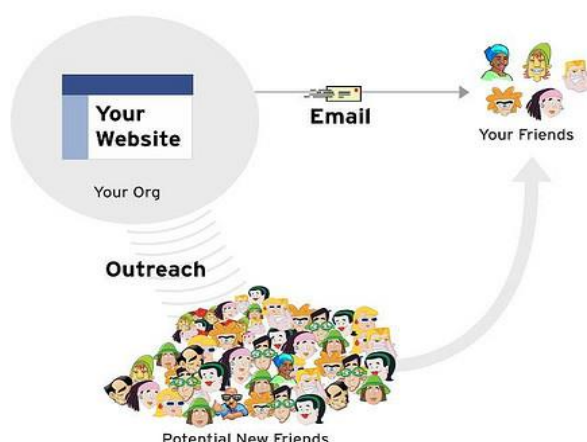 Your
Website
Your Org
Email
Your Friends
Outreach
Potential New Friends